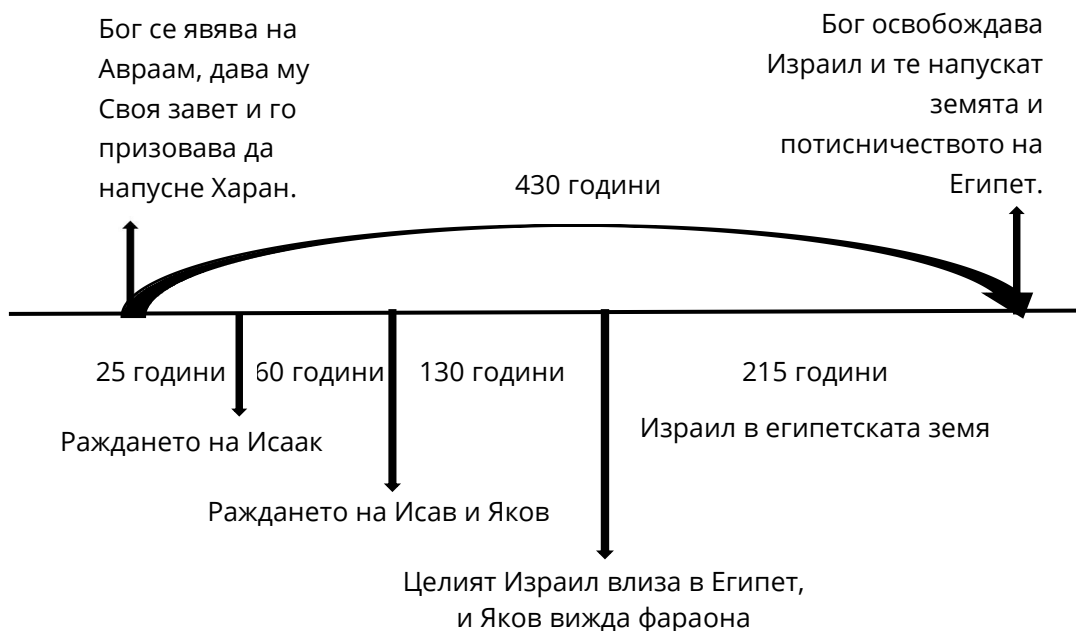 Бог се явява на
Авраам, дава му
Своя завет и го
призовава да
напусне Харан.
Бог освобождава
Израил и те напускат
земята и
потисничеството на
Египет.
430 години
25 години
60 години
130 години
215 години
Раждането на Исаак
Израил в египетската земя
Раждането на Исав и Яков
Целият Израил влиза в Египет,
и Яков вижда фараона